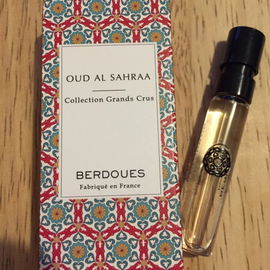 OUD AL SAHRAA
Collection Grands Crus
BERDOUES
Fabriqué en France